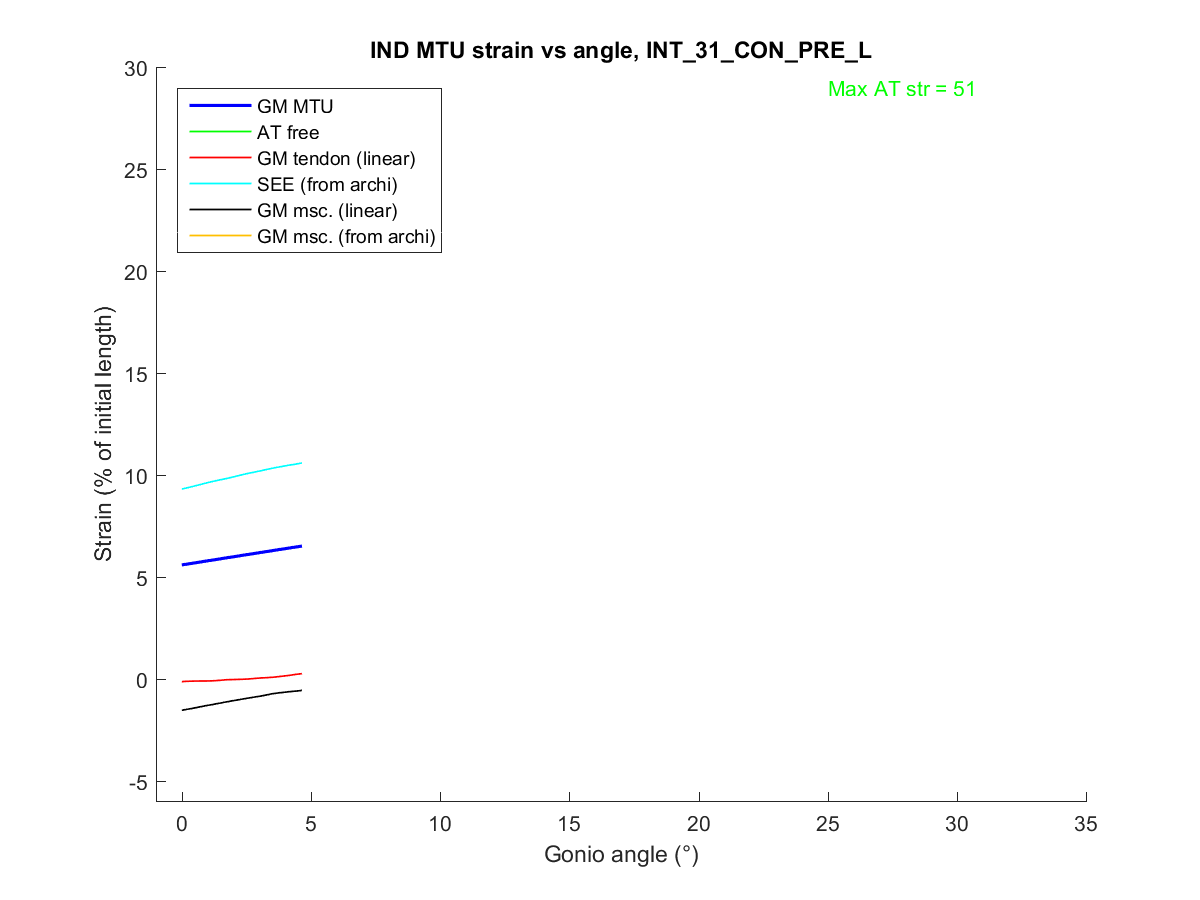 IND MTU strain vs angle, INT_31_CON_PRE_L
Max AT str = 51
GM MTU
AT free
GM tendon (linear)
SEE (from archi)
GM msc. (linear)
GM msc. (from archi)
Strain (% of initial length)
30
25
20
15
10
5
0
-5
0 5 10 15 20 25 30 35
Gonio angle (°)